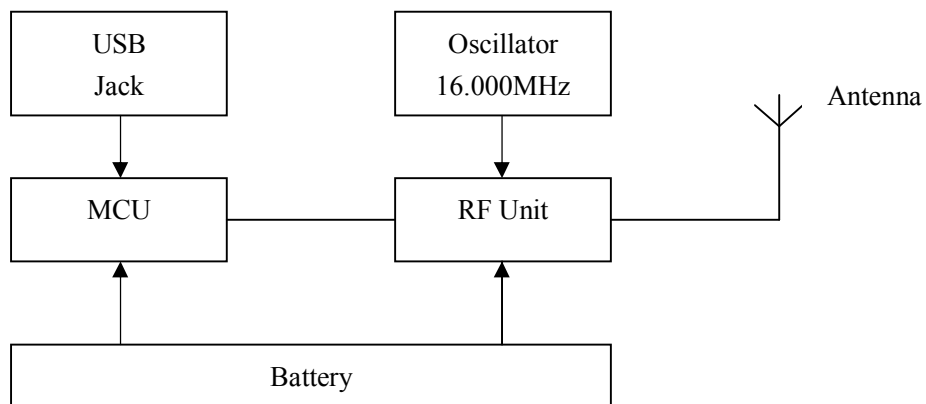 USB
Jack
Oscillator
16.000MHz
Antenna
MCU
RF Unit
Battery